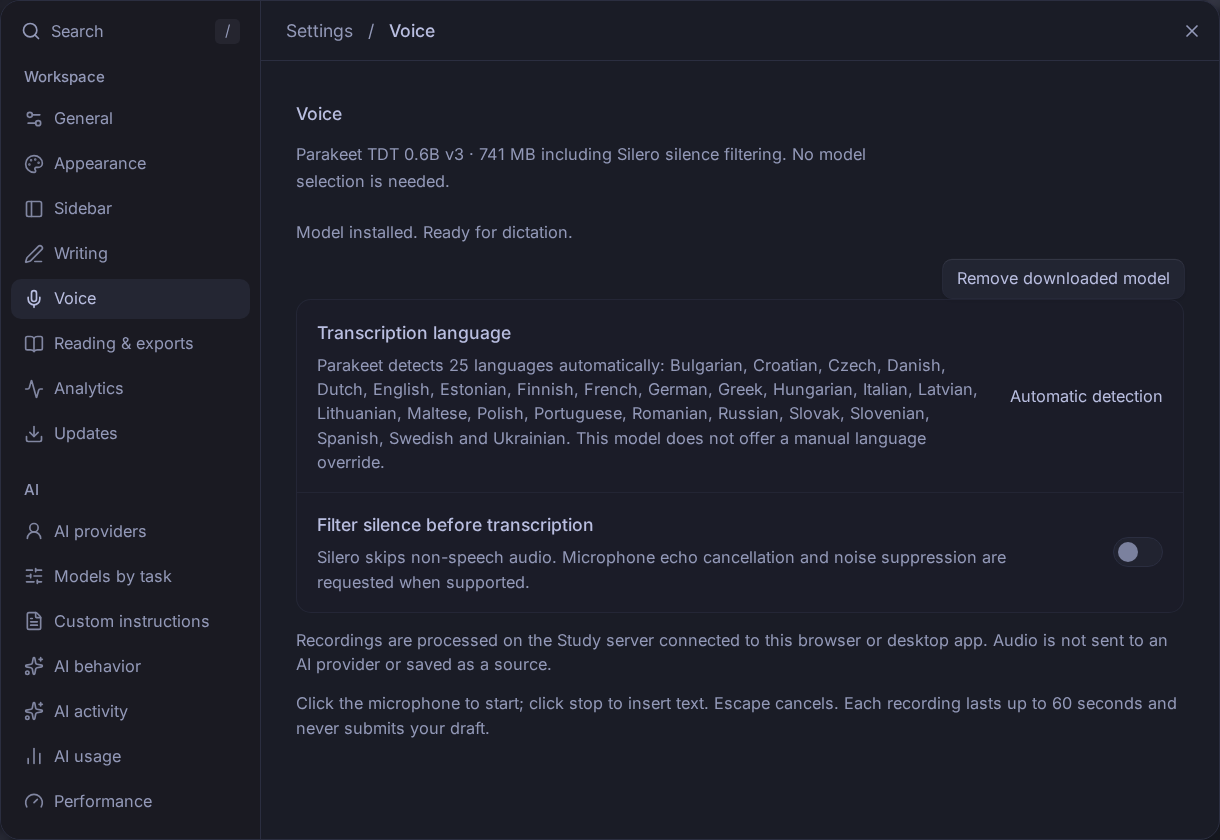 Search
/
Workspace
General
Appearance
Sidebar
Writing
Voice
Reading & exports
Analytics
Updates
AI
AI providers
Models by task
Custom instructions
AI behavior
AI activity
AI usage
Performance
Settings / Voice
Voice
Parakeet TDT 0.6B v3 · 741 MB including Silero silence filtering. No model
selection is needed.
Model installed. Ready for dictation.
Remove downloaded model
Transcription language
Parakeet detects 25 languages automatically: Bulgarian, Croatian, Czech, Danish,
Dutch, English, Estonian, Finnish, French, German, Greek, Hungarian, Italian, Latvian,
Lithuanian, Maltese, Polish, Portuguese, Romanian, Russian, Slovak, Slovenian,
Spanish, Swedish and Ukrainian. This model does not offer a manual language
override.
Automatic detection
Filter silence before transcription
Silero skips non-speech audio. Microphone echo cancellation and noise suppression are
requested when supported.
Recordings are processed on the Study server connected to this browser or desktop app. Audio is not sent to an
AI provider or saved as a source.
Click the microphone to start; click stop to insert text. Escape cancels. Each recording lasts up to 60 seconds and
never submits your draft.